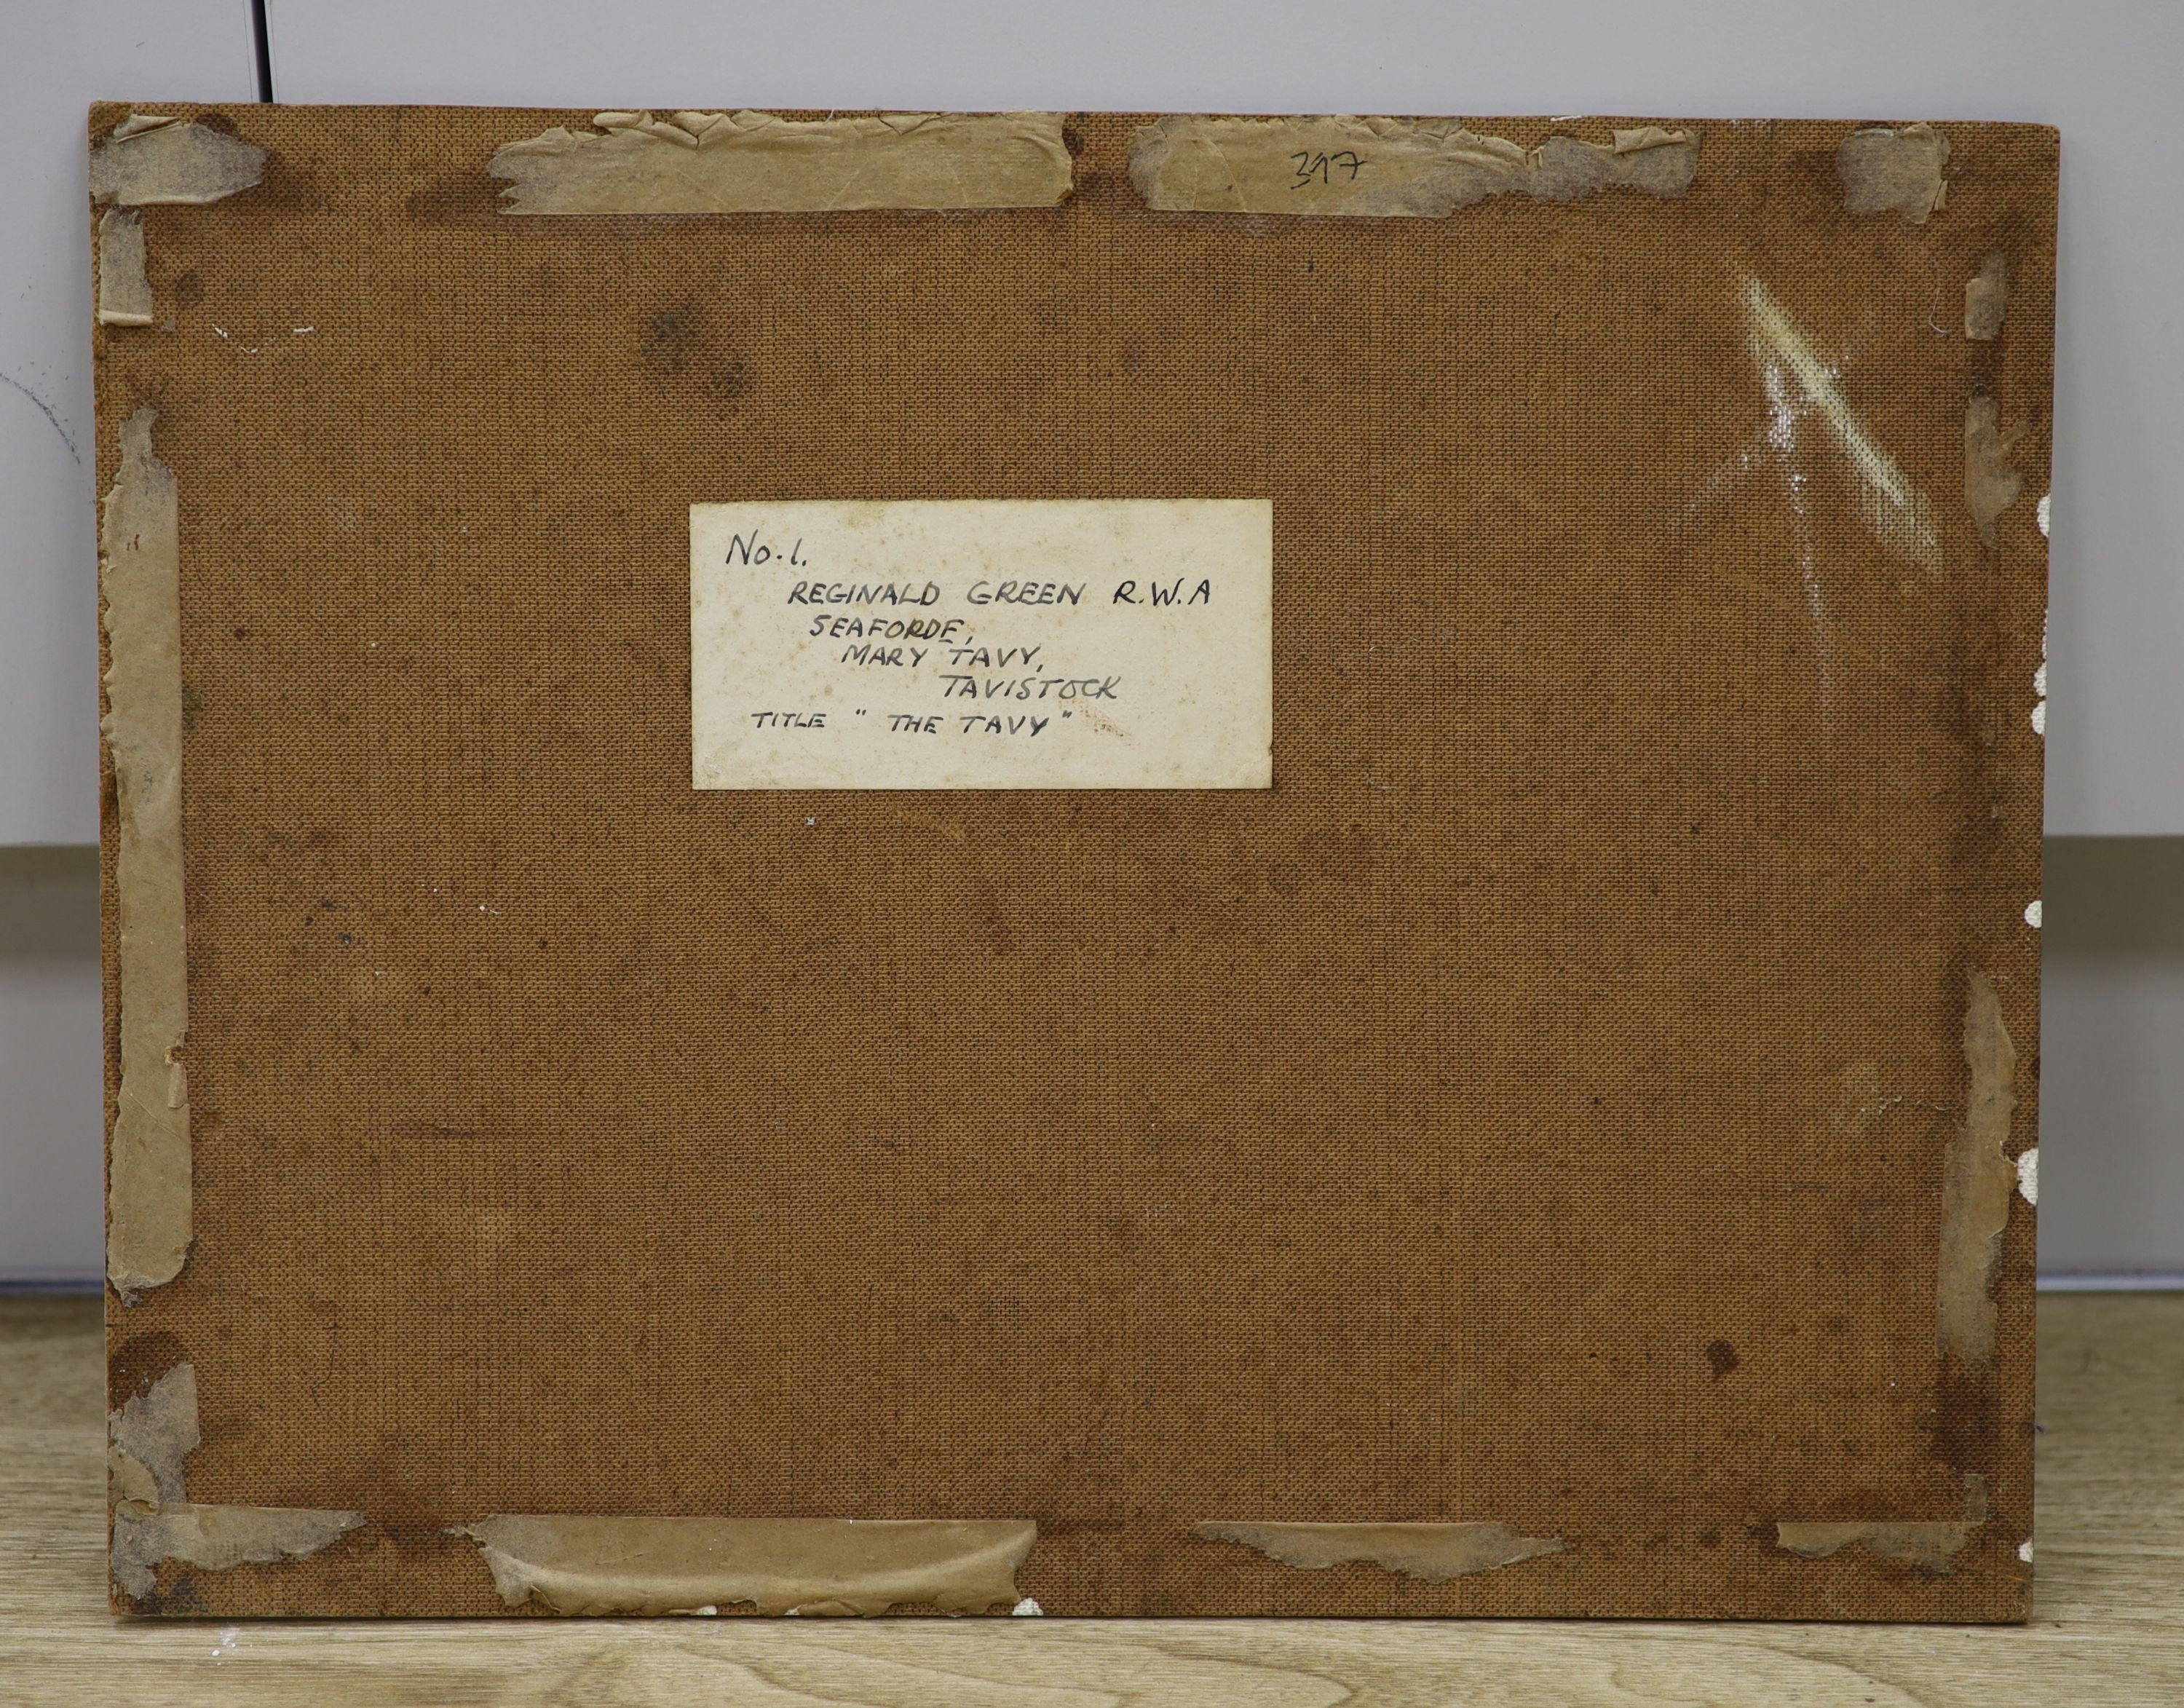 397
No. 1.
REGINALD GREEN R.W.A
SEAFORDE,
MARY TAVY,
TAVISTOCK
TITLE " THE TAVY "